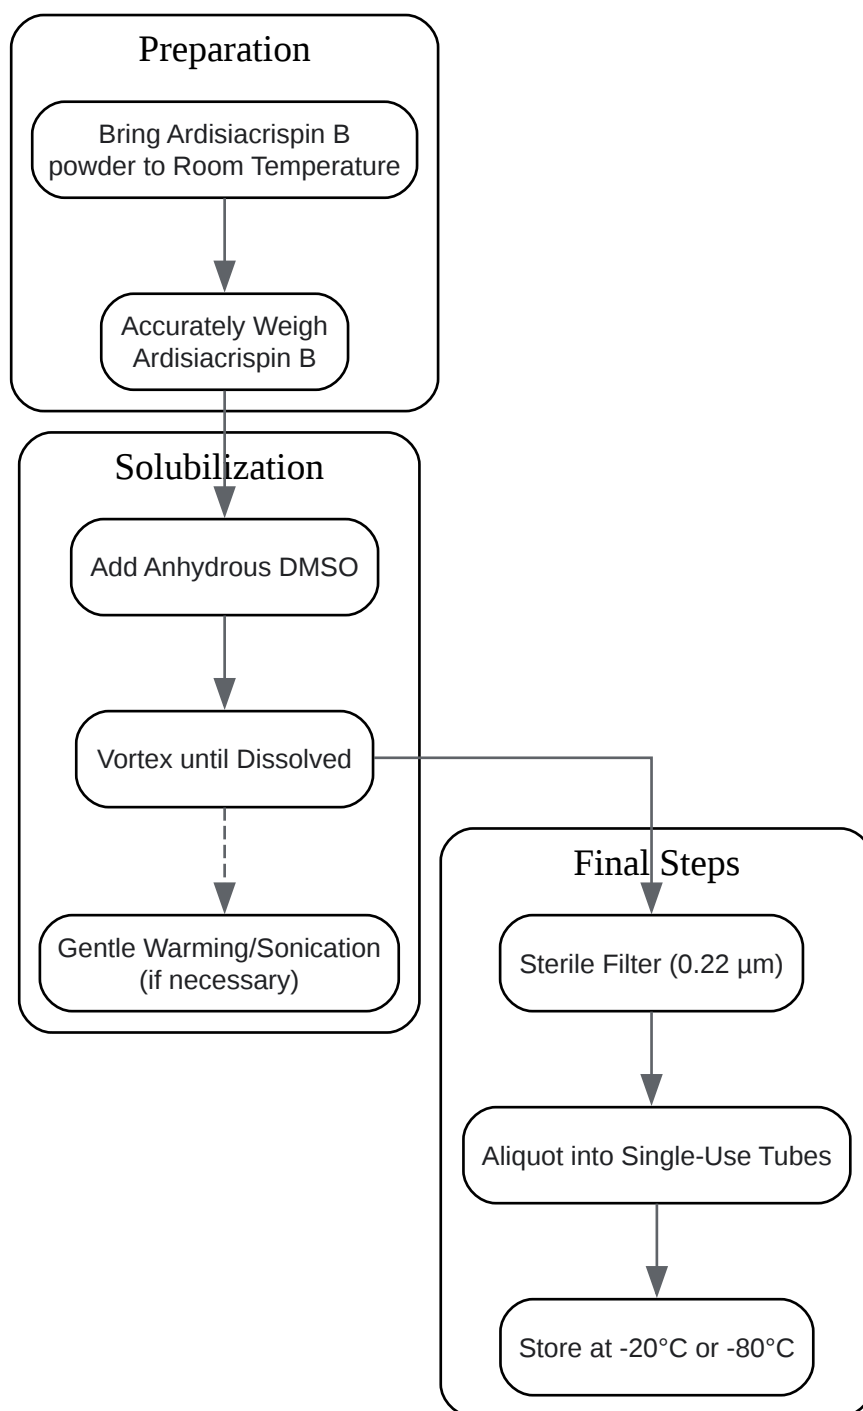 Preparation
Bring Ardisiacrispin B
powder to Room Temperature
Accurately Weigh
Ardisiacrispin B
Solubilization
Add Anhydrous DMSO
Vortex until Dissolved
Gentle Warming/Sonication
(if necessary)
Final Steps
Sterile Filter (0.22 µm)
Aliquot into Single-Use Tubes
Store at -20°C or -80°C